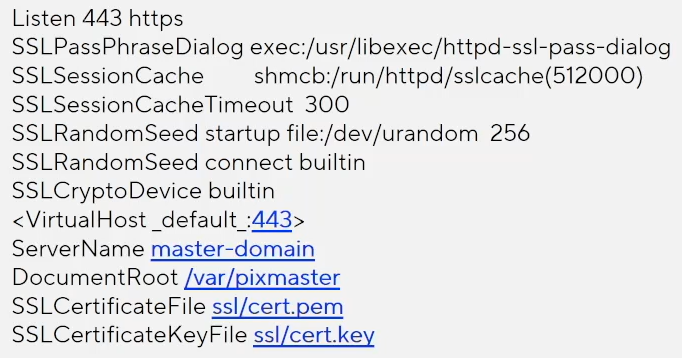 Listen 443 https
SSLPassPhraseDialog exec:/usr/libexec/httpd-ssl-pass-dialog
SSLSessionCache         shmcb:/run/httpd/sslcache(512000)
SSLSessionCacheTimeout  300
SSLRandomSeed startup file:/dev/urandom  256
SSLRandomSeed connect builtin
SSLCryptoDevice builtin
<VirtualHost _default_:443>
ServerName master-domain
DocumentRoot /var/pixmaster
SSLCertificateFile ssl/cert.pem
SSLCertificateKeyFile ssl/cert.key